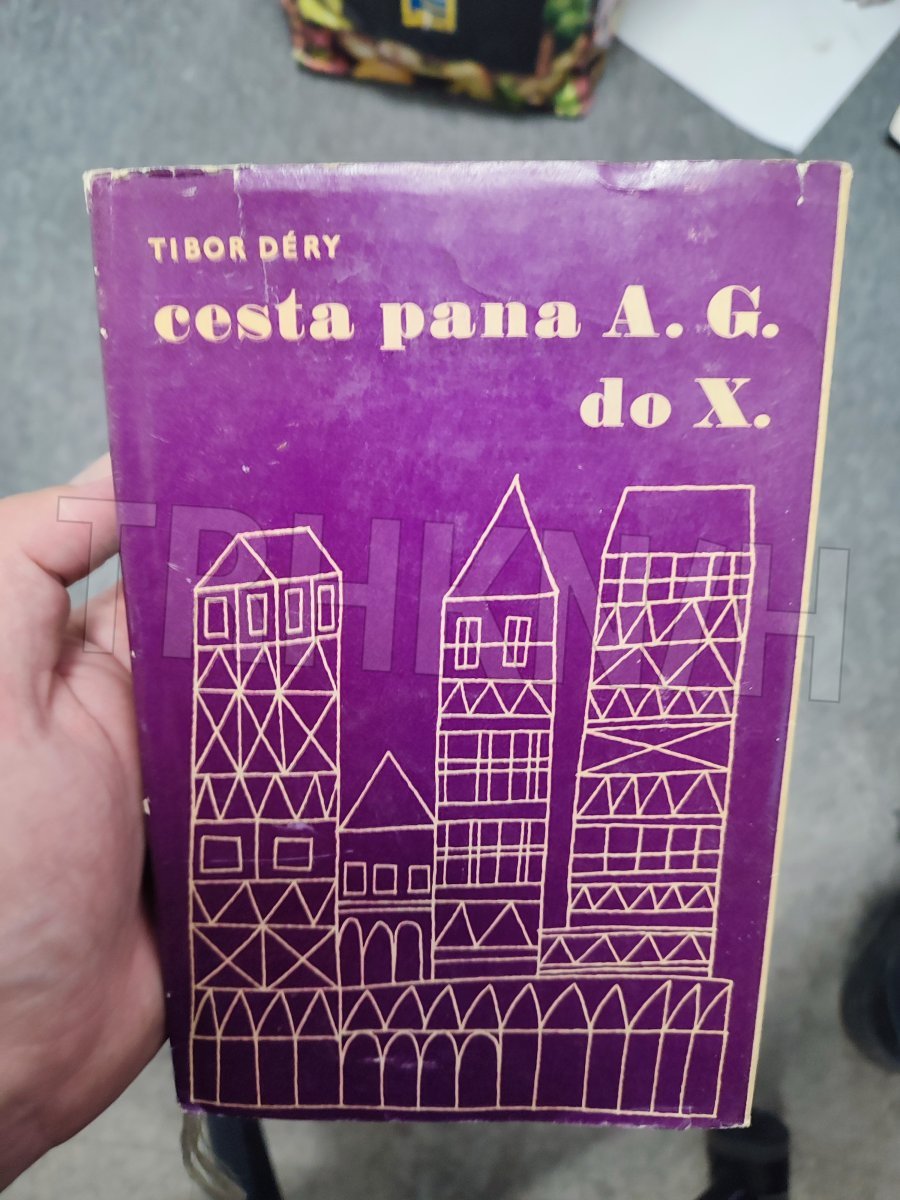 TIBOR DÉRY
cesta pana A. G.
do X.
TRHKNIH